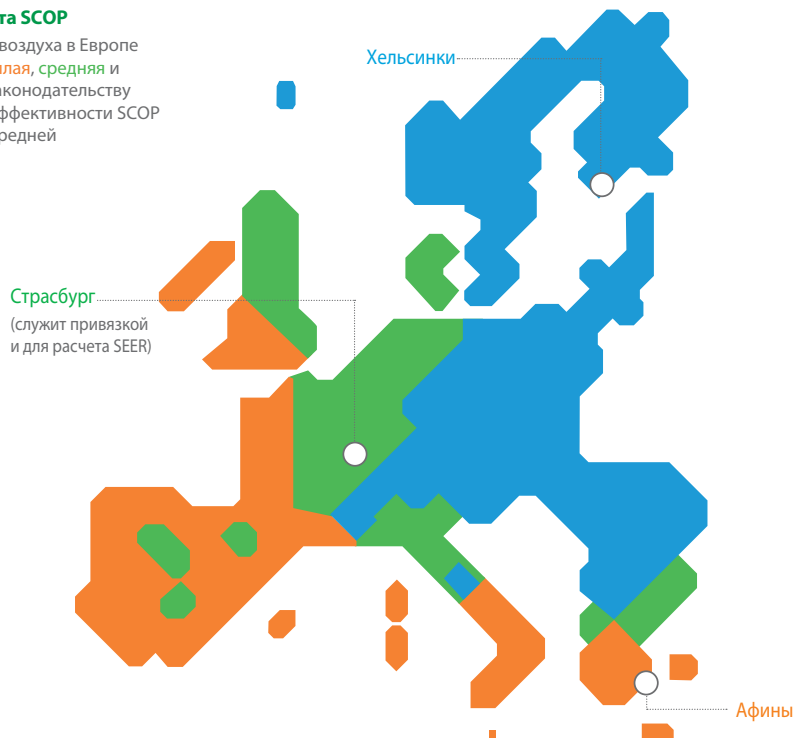 та SCOP
воздуха в Европе
лая, средняя и
аконодательству
ффективности SCOP
редней
Хельсинки
Страсбург
(служит привязкой
и для расчета SEER)
Афины